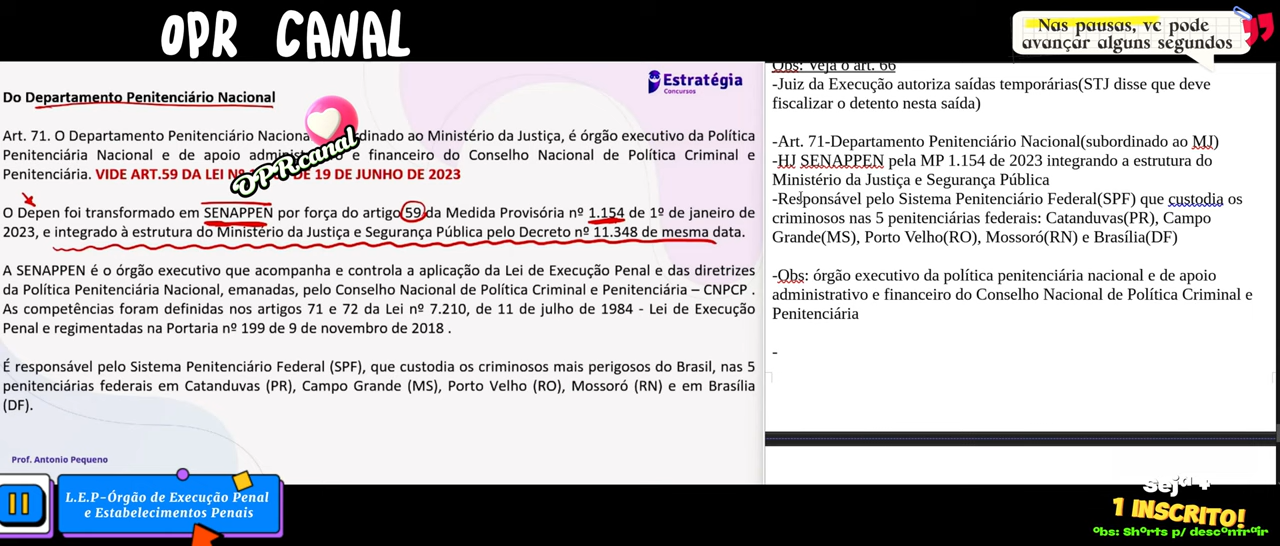 OPR CANAL
Nas pausas, vc pode
avançar alguns segundos
Estratégia
Concursos
Do Departamento Penitenciário Nacional
Art. 71. O Departamento Penitenciário Naciona rdinado ao Ministério da Justiça, é órgão executivo da Política
Penitenciária Nacional e de apoio adminis e financeiro do Conselho Nacional de Política Criminal e
Penitenciária. VIDE ART.59 DA LEI Nº DE 19 DE JUNHO DE 2023
OPR.canal
O Depen foi transformado em SENAPPEN por força do artigo 59 da Medida Provisória nº 1.154 de 1º de janeiro de
2023, e integrado à estrutura do Ministério da Justiça e Segurança Pública pelo Decreto nº 11.348 de mesma data.
A SENAPPEN é o órgão executivo que acompanha e controla a aplicação da Lei de Execução Penal e das diretrizes
da Política Penitenciária Nacional, emanadas, pelo Conselho Nacional de Política Criminal e Penitenciária – CNPCP .
As competências foram definidas nos artigos 71 e 72 da Lei nº 7.210, de 11 de julho de 1984 - Lei de Execução
Penal e regimentadas na Portaria nº 199 de 9 de novembro de 2018 .
É responsável pelo Sistema Penitenciário Federal (SPF), que custodia os criminosos mais perigosos do Brasil, nas 5
penitenciárias federais em Catanduvas (PR), Campo Grande (MS), Porto Velho (RO), Mossoró (RN) e em Brasília
(DF).
Prof. Antonio Pequeno
L.E.P-Órgão de Execução Penal
e Estabelecimentos Penais
Obs: Veja o art. 66
-Juiz da Execução autoriza saídas temporárias(STJ disse que deve
fiscalizar o detento nesta saída)
-Art. 71-Departamento Penitenciário Nacional(subordinado ao MJ)
-HJ SENAPPEN pela MP 1.154 de 2023 integrando a estrutura do
Ministério da Justiça e Segurança Pública
-Responsável pelo Sistema Penitenciário Federal(SPF) que custodia os
criminosos nas 5 penitenciárias federais: Catanduvas(PR), Campo
Grande(MS), Porto Velho(RO), Mossoró(RN) e Brasília(DF)
-Obs: órgão executivo da política penitenciária nacional e de apoio
administrativo e financeiro do Conselho Nacional de Política Criminal e
Penitenciária
-
Seja +
1 INSCRITO!
Obs: Shorts p/ descontrair